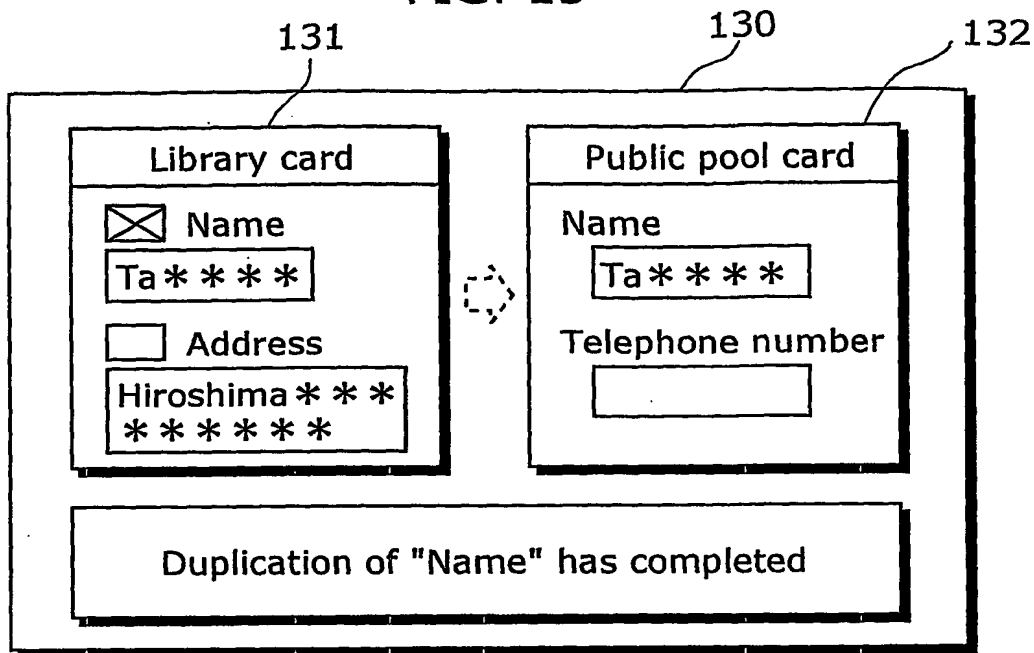 131
130
132
Library card
Public pool card
Name
Ta****
Address
Hiroshima***
******
Name
Ta****
Telephone number
Duplication of "Name" has completed